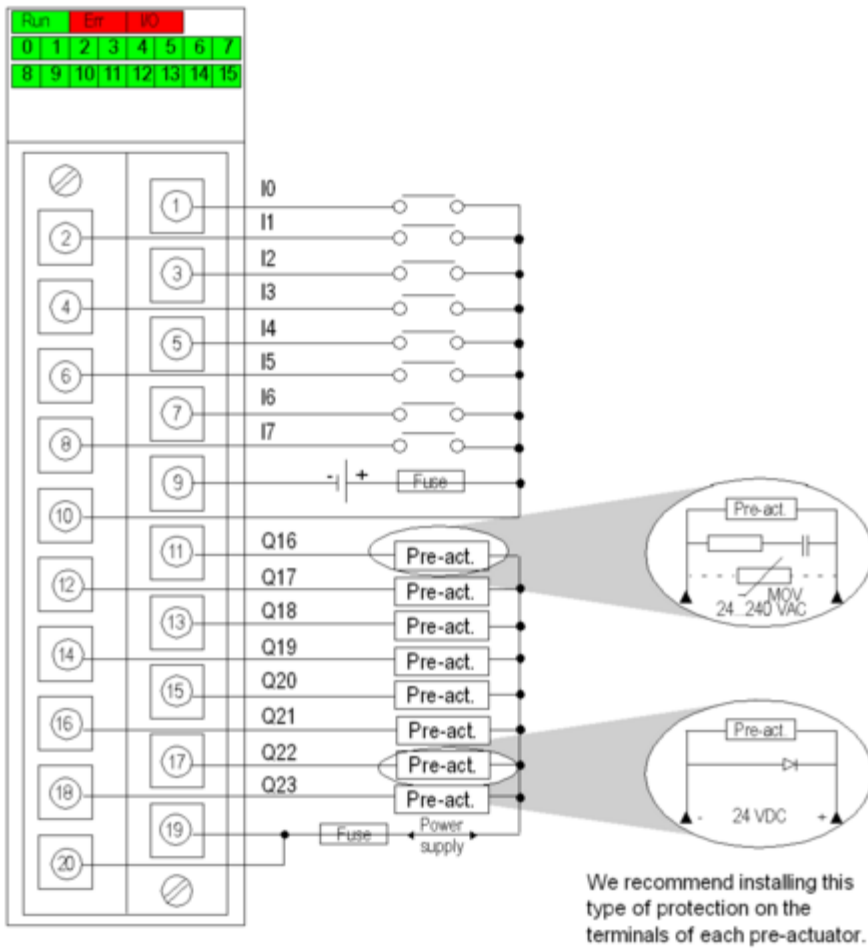 Run Err I/O
0 1 2 3 4 5 6 7
8 9 10 11 12 13 14 15
1 I0
2 I1
3 I2
4 I3
5 I4
6 I5
7 I6
8 I7
9 - + Fuse
10
11 Q16 Pre-act.
12 Q17 Pre-act.
13 Q18 Pre-act.
14 Q19 Pre-act.
15 Q20 Pre-act.
16 Q21 Pre-act.
17 Q22 Pre-act.
18 Q23 Pre-act.
19 Fuse Power
supply
20
Pre-act.
MOV
24...240 VAC
Pre-act.
- 24 VDC +
We recommend installing this
type of protection on the
terminals of each pre-actuator.